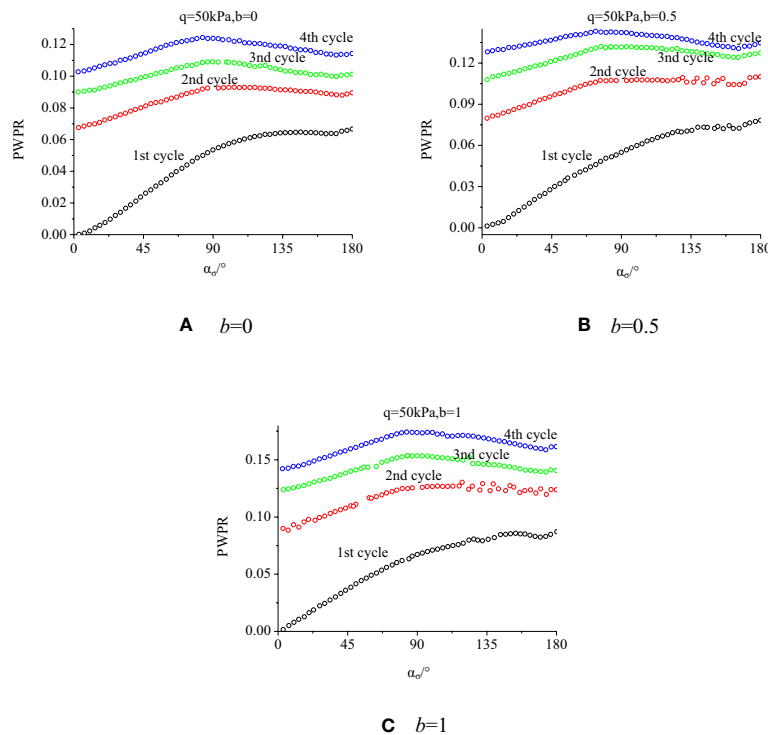 q=50kPa,b=0
4th cycle
3nd cycle
2nd cycle
1st cycle
PWPR
0.12
0.10
0.08
0.06
0.04
0.02
0.00
0 45 90 135 180
ασ/°
A b=0
q=50kPa,b=0.5
4th cycle
3nd cycle
2nd cycle
1st cycle
PWPR
0.12
0.09
0.06
0.03
0.00
0 45 90 135 180
ασ/°
B b=0.5
q=50kPa,b=1
4th cycle
3nd cycle
2nd cycle
1st cycle
PWPR
0.15
0.10
0.05
0.00
0 45 90 135 180
ασ/°
C b=1